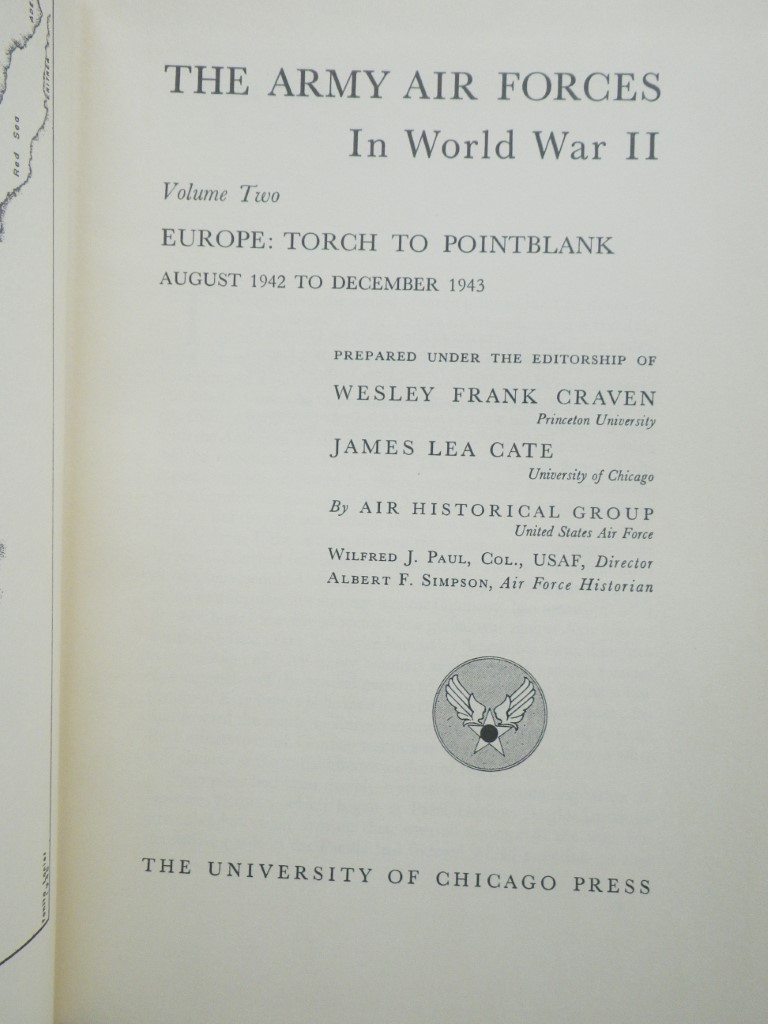 Red Sea
THE ARMY AIR FORCES
In World War II
Volume Two
EUROPE: TORCH TO POINTBLANK
AUGUST 1942 TO DECEMBER 1943
PREPARED UNDER THE EDITORSHIP OF
WESLEY FRANK CRAVEN
Princeton University
JAMES LEA CATE
University of Chicago
By AIR HISTORICAL GROUP
United States Air Force
WILFRED J. PAUL, COL., USAF, Director
ALBERT F. SIMPSON, Air Force Historian
THE UNIVERSITY OF CHICAGO PRESS